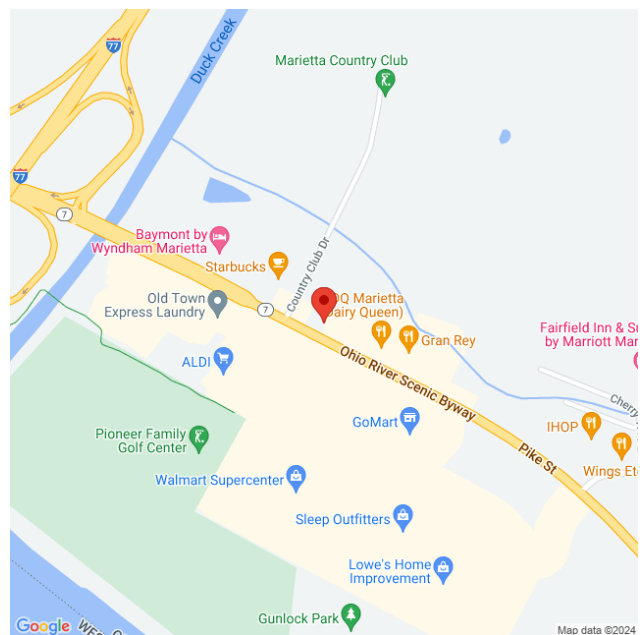 77
Duck Creek
Marietta Country Club
77
7
Baymont by
Wyndham Marietta
Starbucks
Country Club Dr
Old Town
Express Laundry
7
DQ Marietta
Dairy Queen)
Gran Rey
Fairfield Inn & Su
by Marriott Mar
ALDI
Ohio River Scenic Byway
Cherry
GoMart
IHOP
Pioneer Family
Golf Center
Pike St
Wings Et
Walmart Supercenter
Sleep Outfitters
Lowe's Home
Improvement
Gunlock Park
Google
Map data ©2024